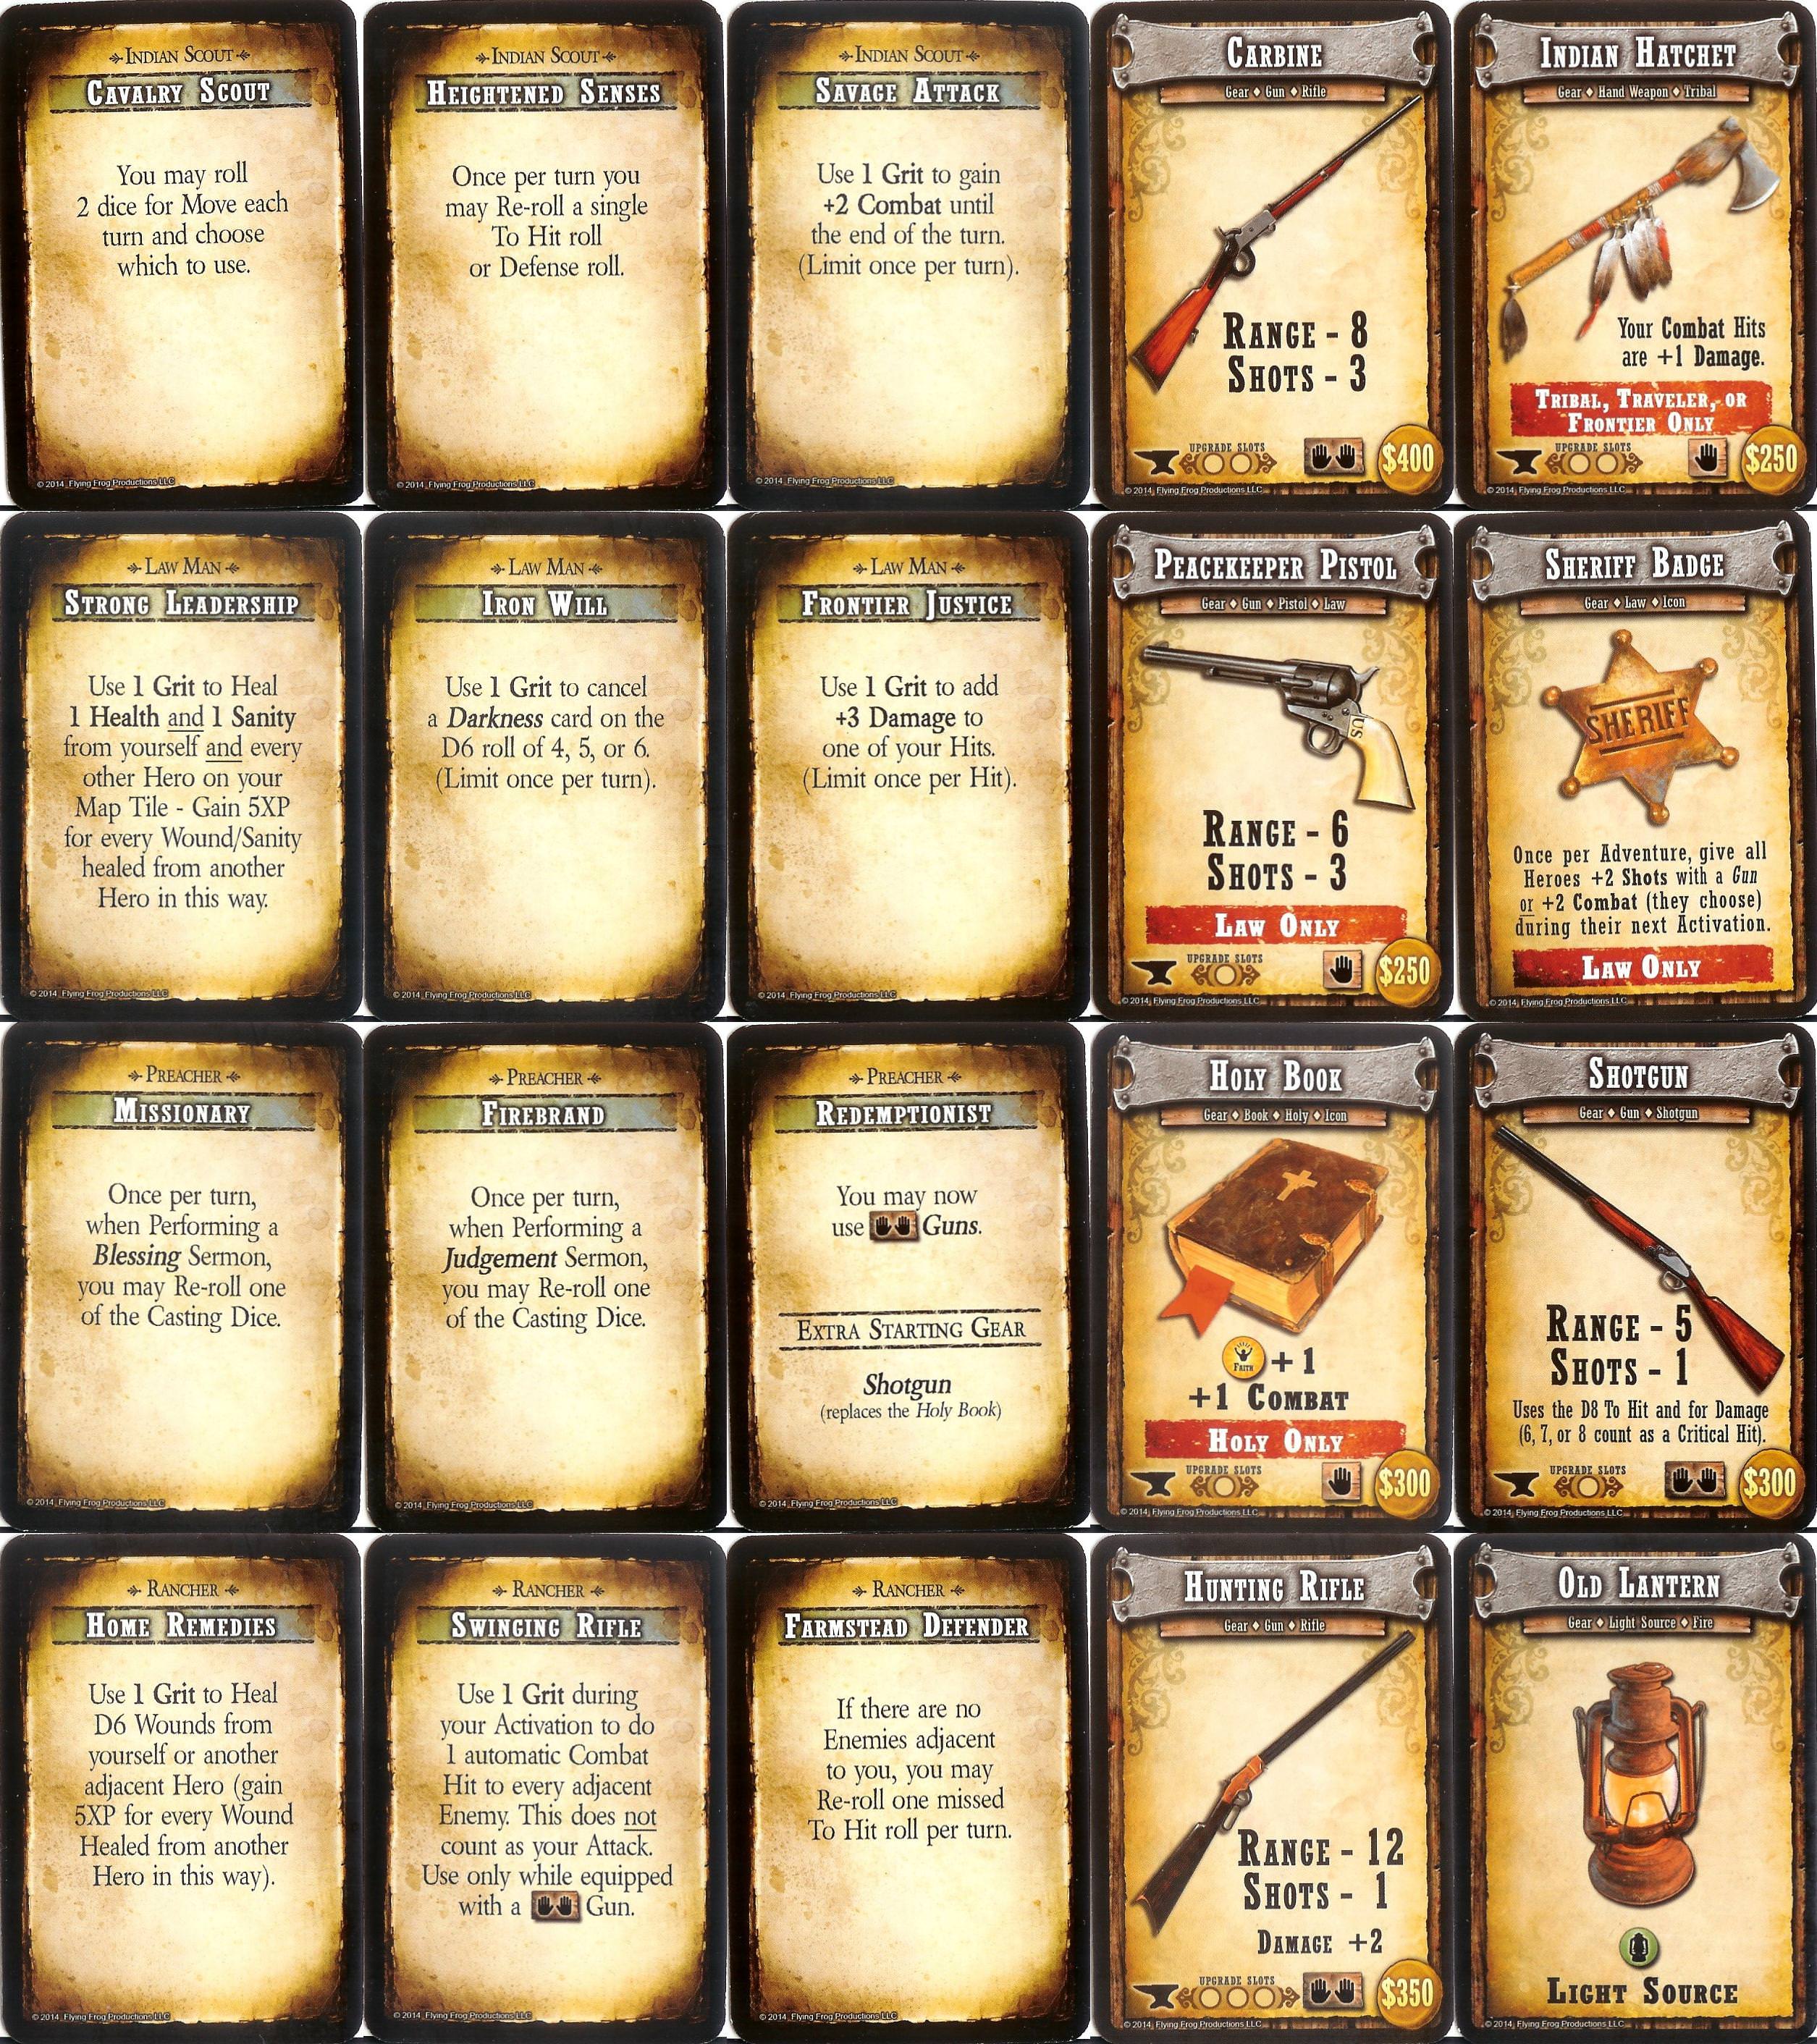 INDIAN SCOUT
CAVALRY SCOUT
You may roll
2 dice for Move each
turn and choose
which to use.
© 2014 Flying Frog Productions LLC
INDIAN SCOUT
HEIGHTENED SENSES
Once per turn you
may Re-roll a single
To Hit roll
or Defense roll.
© 2014 Flying Frog Productions LLC
INDIAN SCOUT
SAVAGE ATTACK
Use 1 Grit to gain
+2 Combat until
the end of the turn.
(Limit once per turn).
© 2014 Flying Frog Productions LLC
CARBINE
Gear ♦ Gun ♦ Rifle
RANGE - 8
SHOTS - 3
UPGRADE SLOTS
$400
© 2014 Flying Frog Productions LLC
INDIAN HATCHET
Gear ♦ Hand Weapon ♦ Tribal
Your Combat Hits
are +1 Damage.
TRIBAL, TRAVELER, OR
FRONTIER ONLY
UPGRADE SLOTS
$250
© 2014 Flying Frog Productions LLC
LAW MAN
STRONG LEADERSHIP
Use 1 Grit to Heal
1 Health and 1 Sanity
from yourself and every
other Hero on your
Map Tile - Gain 5XP
for every Wound/Sanity
healed from another
Hero in this way.
© 2014 Flying Frog Productions LLC
LAW MAN
IRON WILL
Use 1 Grit to cancel
a Darkness card on the
D6 roll of 4, 5, or 6.
(Limit once per turn).
© 2014 Flying Frog Productions LLC
LAW MAN
FRONTIER JUSTICE
Use 1 Grit to add
+3 Damage to
one of your Hits.
(Limit once per Hit).
© 2014 Flying Frog Productions LLC
PEACEKEEPER PISTOL
Gear ♦ Gun ♦ Pistol ♦ Law
US
RANGE - 6
SHOTS - 3
LAW ONLY
UPGRADE SLOTS
$250
© 2014 Flying Frog Productions LLC
SHERIFF BADGE
Gear ♦ Law ♦ Icon
SHERIFF
Once per Adventure, give all
Heroes +2 Shots with a Gun
or +2 Combat (they choose)
during their next Activation.
LAW ONLY
© 2014 Flying Frog Productions LLC
PREACHER
MISSIONARY
Once per turn,
when Performing a
Blessing Sermon,
you may Re-roll one
of the Casting Dice.
© 2014 Flying Frog Productions LLC
PREACHER
FIREBRAND
Once per turn,
when Performing a
Judgement Sermon,
you may Re-roll one
of the Casting Dice.
© 2014 Flying Frog Productions LLC
PREACHER
REDEMPTIONIST
You may now
use Guns.
EXTRA STARTING GEAR
Shotgun
(replaces the Holy Book)
© 2014 Flying Frog Productions LLC
HOLY BOOK
Gear ♦ Book ♦ Holy ♦ Icon
FAITH +1
+1 COMBAT
HOLY ONLY
UPGRADE SLOTS
$300
© 2014 Flying Frog Productions LLC
SHOTGUN
Gear ♦ Gun ♦ Shotgun
RANGE - 5
SHOTS - 1
Uses the D8 To Hit and for Damage
(6, 7, or 8 count as a Critical Hit).
UPGRADE SLOTS
$300
© 2014 Flying Frog Productions LLC
RANCHER
HOME REMEDIES
Use 1 Grit to Heal
D6 Wounds from
yourself or another
adjacent Hero (gain
5XP for every Wound
Healed from another
Hero in this way).
© 2014 Flying Frog Productions LLC
RANCHER
SWINGING RIFLE
Use 1 Grit during
your Activation to do
1 automatic Combat
Hit to every adjacent
Enemy. This does not
count as your Attack.
Use only while equipped
with a Gun.
© 2014 Flying Frog Productions LLC
RANCHER
FARMSTEAD DEFENDER
If there are no
Enemies adjacent
to you, you may
Re-roll one missed
To Hit roll per turn.
© 2014 Flying Frog Productions LLC
HUNTING RIFLE
Gear ♦ Gun ♦ Rifle
RANGE - 12
SHOTS - 1
DAMAGE +2
UPGRADE SLOTS
$350
© 2014 Flying Frog Productions LLC
OLD LANTERN
Gear ♦ Light Source ♦ Fire
LIGHT SOURCE
© 2014 Flying Frog Productions LLC